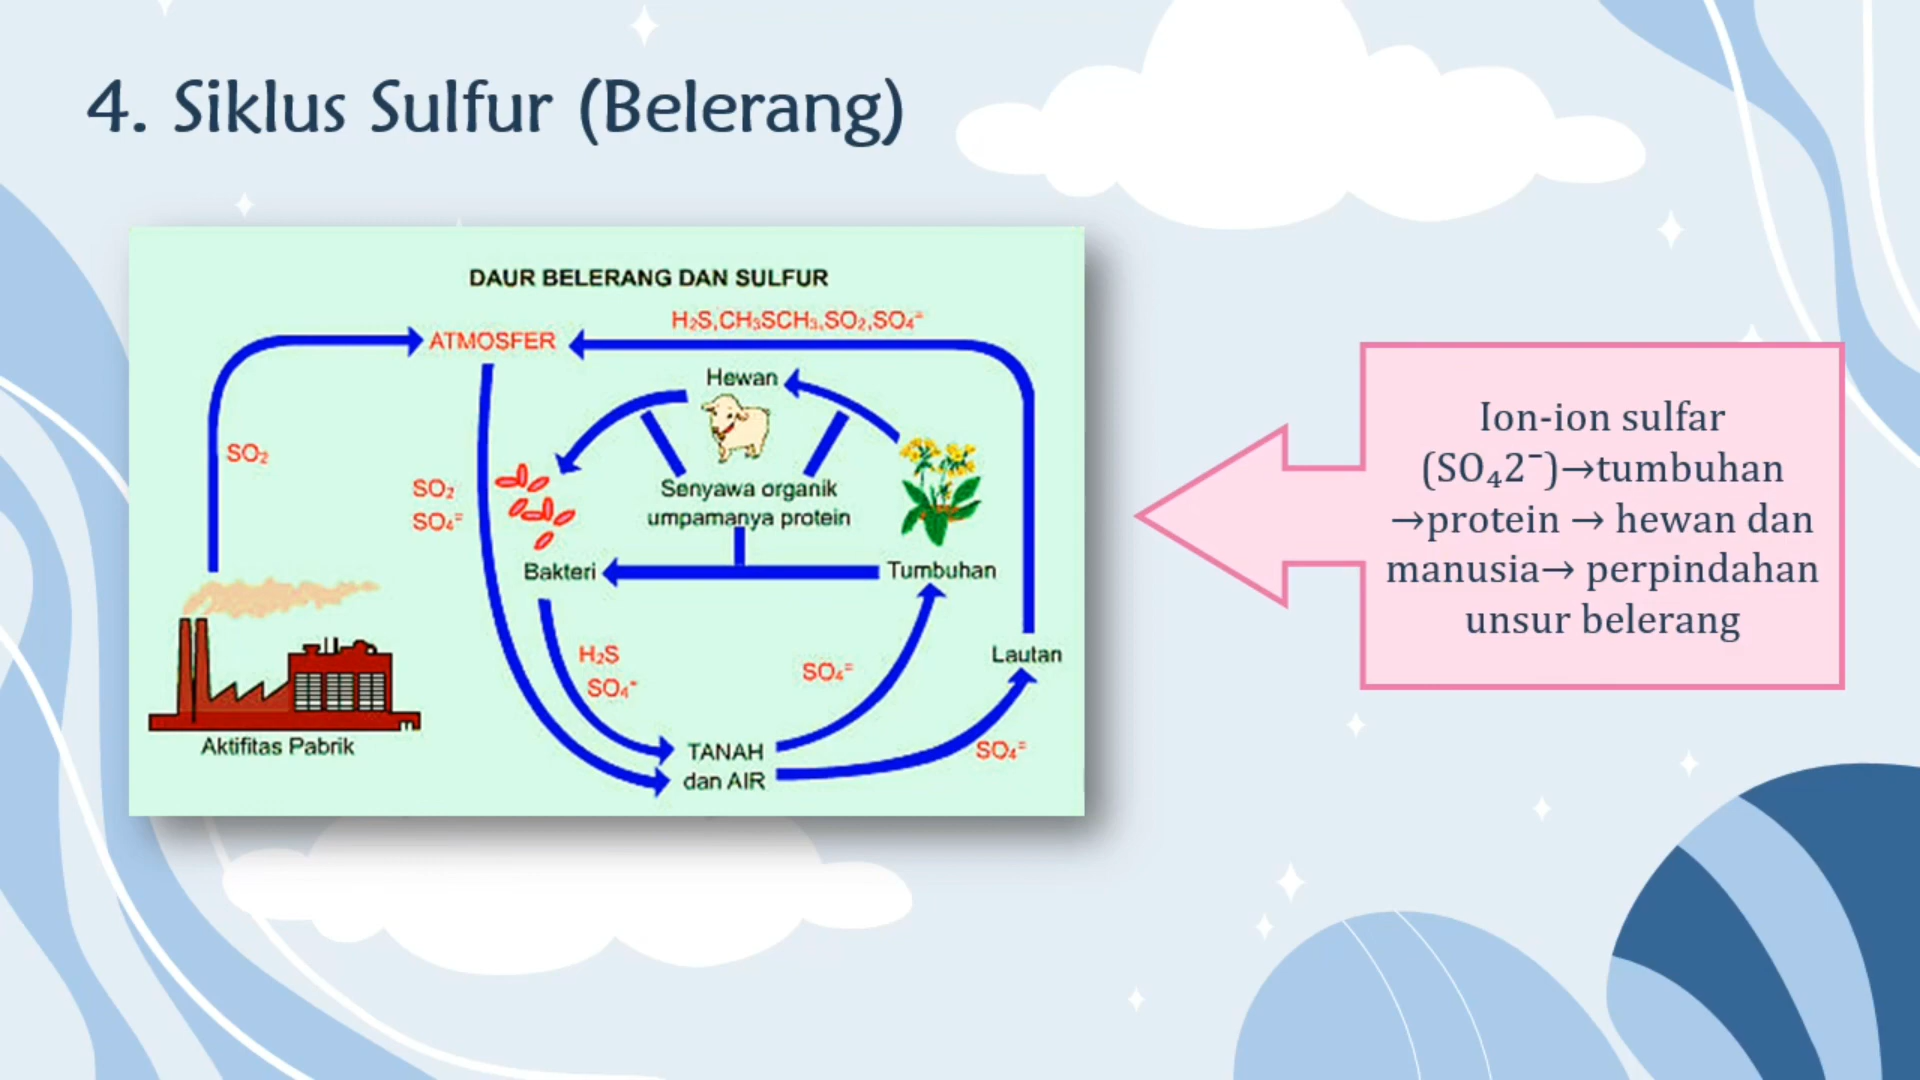 4. Siklus Sulfur (Belerang)
DAUR BELERANG DAN SULFUR
H₂S,CH₃SCH₃,SO₂,SO₄⁼
ATMOSFER
Hewan
SO₂
SO₂
SO₄⁼
Senyawa organik
umpamanya protein
Bakteri
Tumbuhan
H₂S
SO₄⁼
SO₄⁼
Lautan
Aktifitas Pabrik
TANAH
dan AIR
SO₄⁼
Ion-ion sulfar
(SO₄2⁻)→tumbuhan
→protein → hewan dan
manusia→ perpindahan
unsur belerang